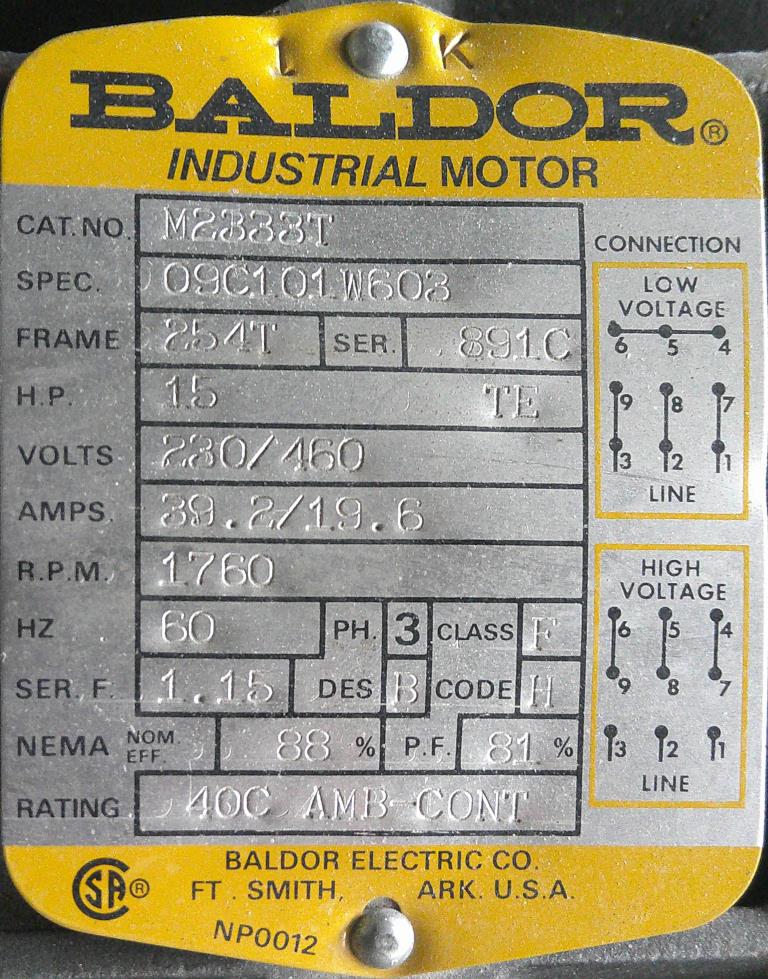 1 K
BALDOR®
INDUSTRIAL MOTOR
CAT. NO. M2333T
SPEC. 09C101W603
FRAME 254T SER. 891C
H.P. 15 TE
VOLTS 230/460
AMPS. 39.2/19.6
R.P.M. 1760
HZ 60 PH. 3 CLASS F
SER. F. 1.15 DES B CODE H
NEMA NOM. EFF. 88 % P.F. 81 %
RATING 40C AMB-CONT
CONNECTION
LOW
VOLTAGE
6 5 4
9 8 7
3 2 1
LINE
HIGH
VOLTAGE
6 5 4
9 8 7
3 2 1
LINE
SA®
BALDOR ELECTRIC CO.
FT. SMITH, ARK. U.S.A.
NP0012